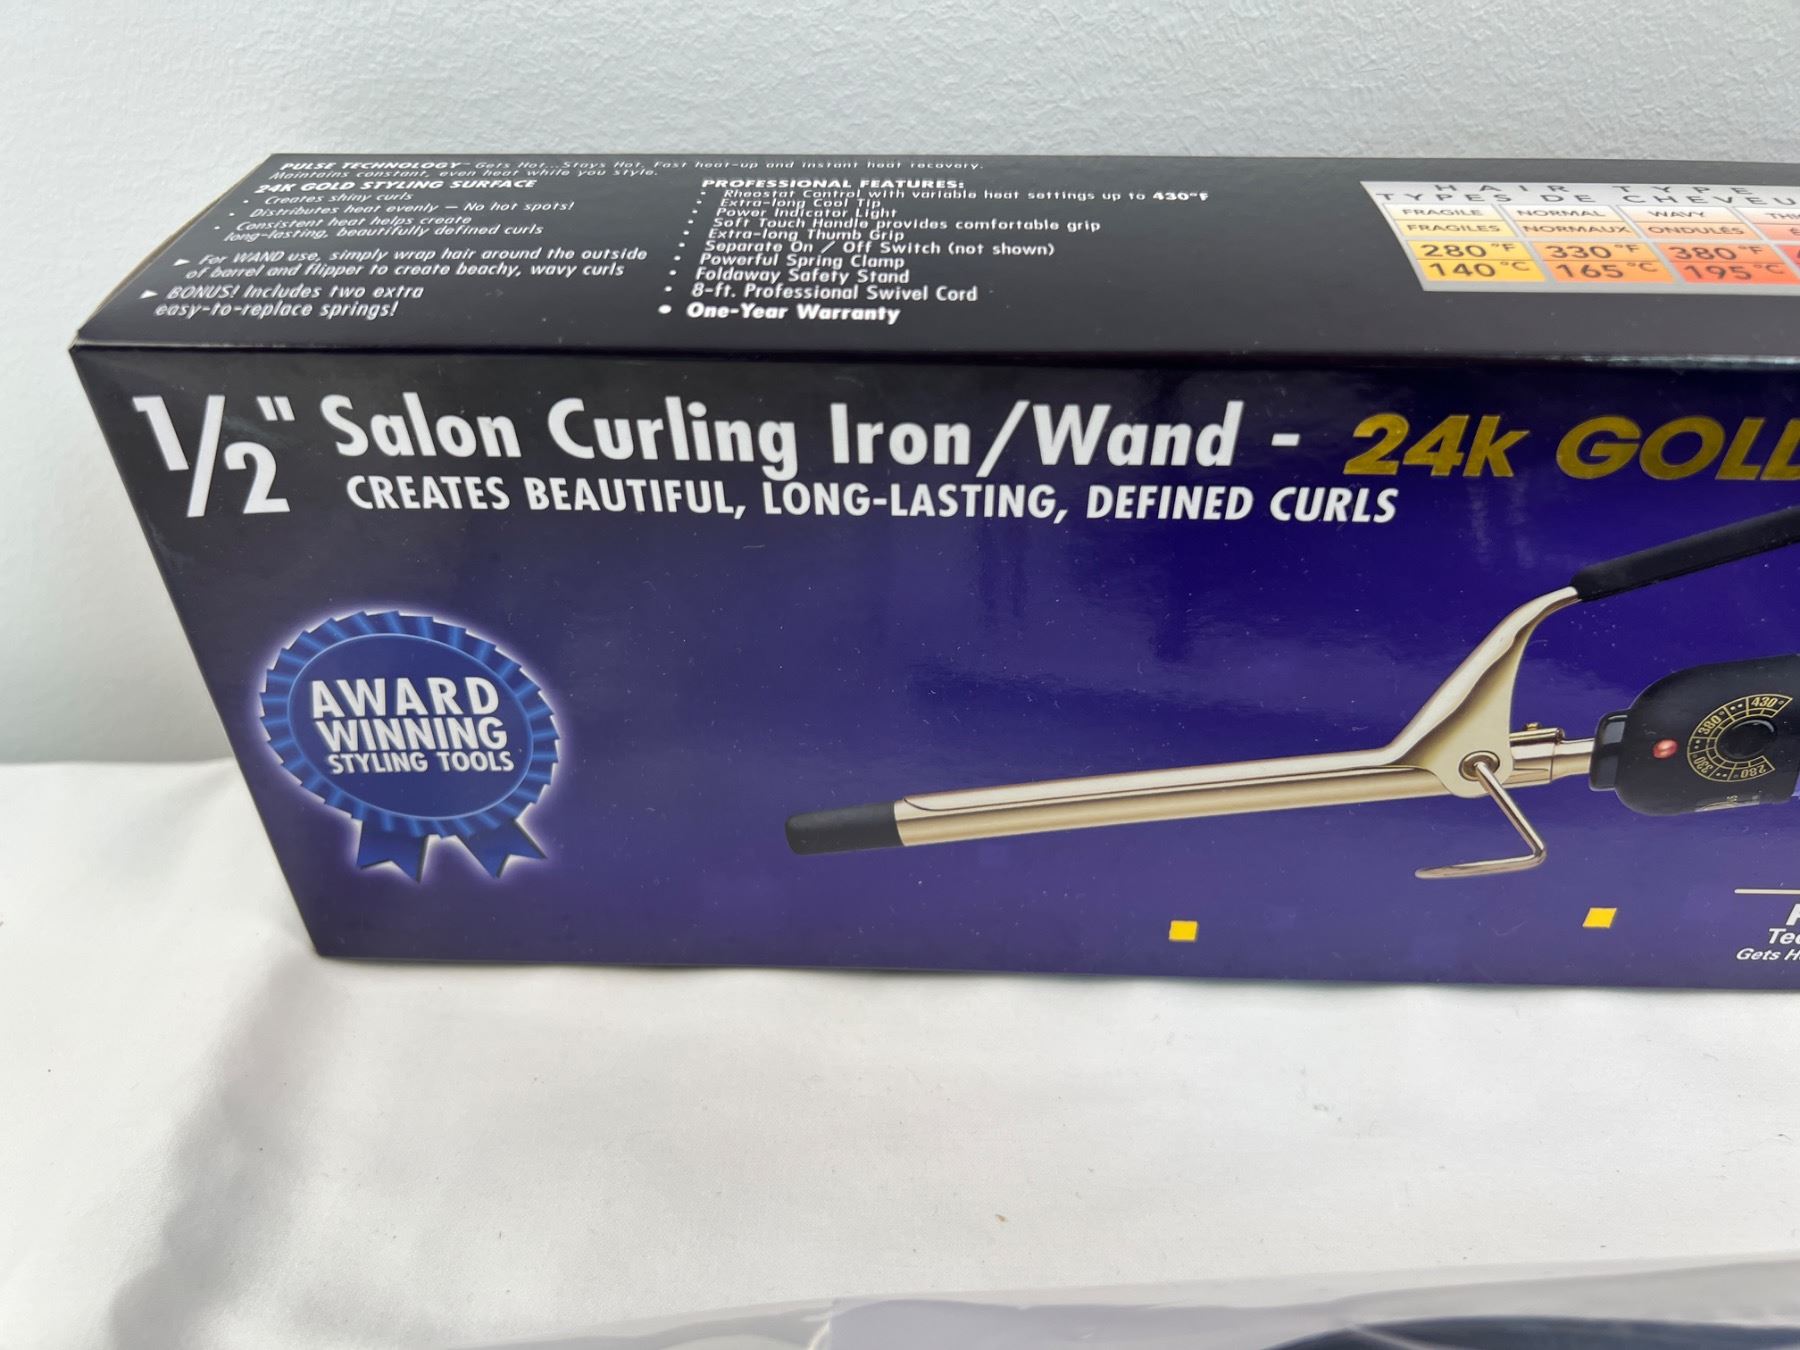 PULSE TECHNOLOGY™ Gets Hot...Stays Hot. Fast heat-up and instant heat recovery.
Maintains constant, even heat while you style.
24K GOLD STYLING SURFACE
• Creates shiny curls
• Distributes heat evenly — No hot spots!
• Consistent heat helps create
long-lasting, beautifully defined curls
► For WAND use, simply wrap hair around the outside
of barrel and flipper to create beachy, wavy curls
► BONUS! Includes two extra
easy-to-replace springs!
PROFESSIONAL FEATURES:
• Rheostat Control with variable heat settings up to 430°F
• Extra-long Cool Tip
• Power Indicator Light
• Soft Touch Handle provides comfortable grip
• Extra-long Thumb Grip
• Separate On / Off Switch (not shown)
• Powerful Spring Clamp
• Foldaway Safety Stand
• 8-ft. Professional Swivel Cord
• One-Year Warranty
HAIR TYPE
TYPES DE CHEVEU
FRAGILE NORMAL WAVY
FRAGILES NORMAUX ONDULÉS
280°F 330°F 380°F
140°C 165°C 195°C
1/2" Salon Curling Iron/Wand - 24k GOLD
CREATES BEAUTIFUL, LONG-LASTING, DEFINED CURLS
AWARD
WINNING
STYLING TOOLS
430°
380°
330°
280°
Gets H